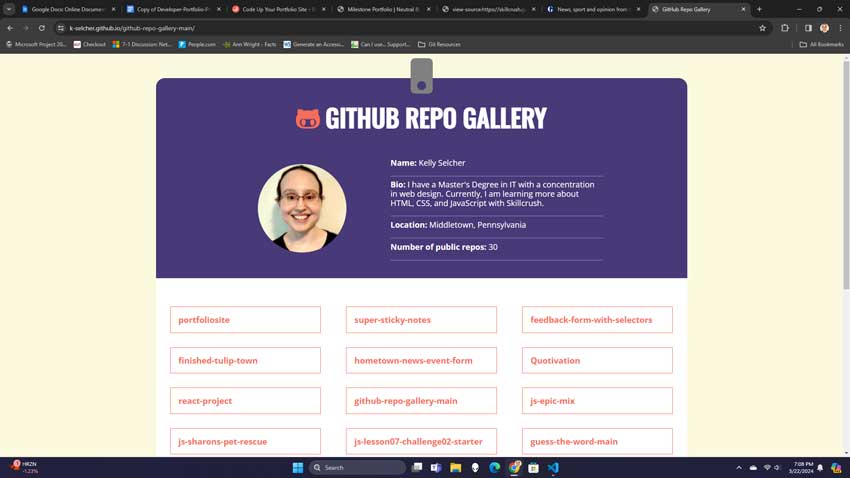 Google Docs: Online Documen
Copy of Developer-Portfolio-P
Code Up Your Portfolio Site –
Milestone Portfolio | Neutral B
view-source:https://skillcrush.
News, sport and opinion from
GitHub Repo Gallery
k-selcher.github.io/github-repo-gallery-main/
Microsoft Project 20...
Checkout
7-1 Discussion: Net...
People.com
Ann Wright - Facts
Generate an Accessi...
Can I use... Support...
Git Resources
All Bookmarks
GITHUB REPO GALLERY
Name: Kelly Selcher
Bio: I have a Master's Degree in IT with a concentration
in web design. Currently, I am learning more about
HTML, CSS, and JavaScript with Skillcrush.
Location: Middletown, Pennsylvania
Number of public repos: 30
portfoliosite
super-sticky-notes
feedback-form-with-selectors
finished-tulip-town
hometown-news-event-form
Quotivation
react-project
github-repo-gallery-main
js-epic-mix
js-sharons-pet-rescue
js-lesson07-challenge02-starter
guess-the-word-main
HRZN
-1.23%
Search
7:08 PM
5/22/2024